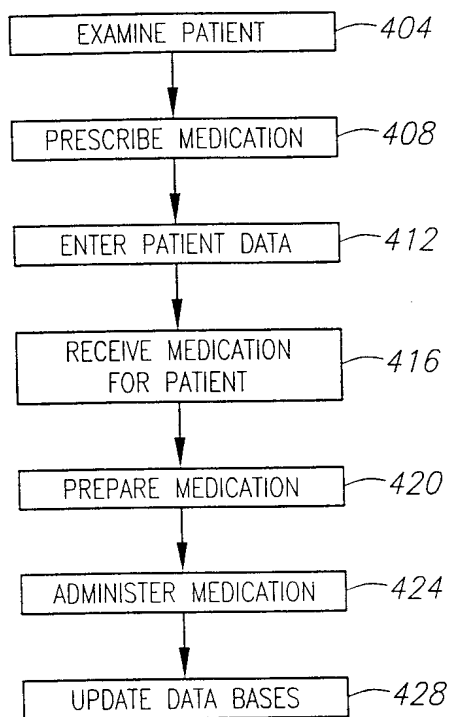 EXAMINE PATIENT 404
PRESCRIBE MEDICATION 408
ENTER PATIENT DATA 412
RECEIVE MEDICATION
FOR PATIENT 416
PREPARE MEDICATION 420
ADMINISTER MEDICATION 424
UPDATE DATA BASES 428